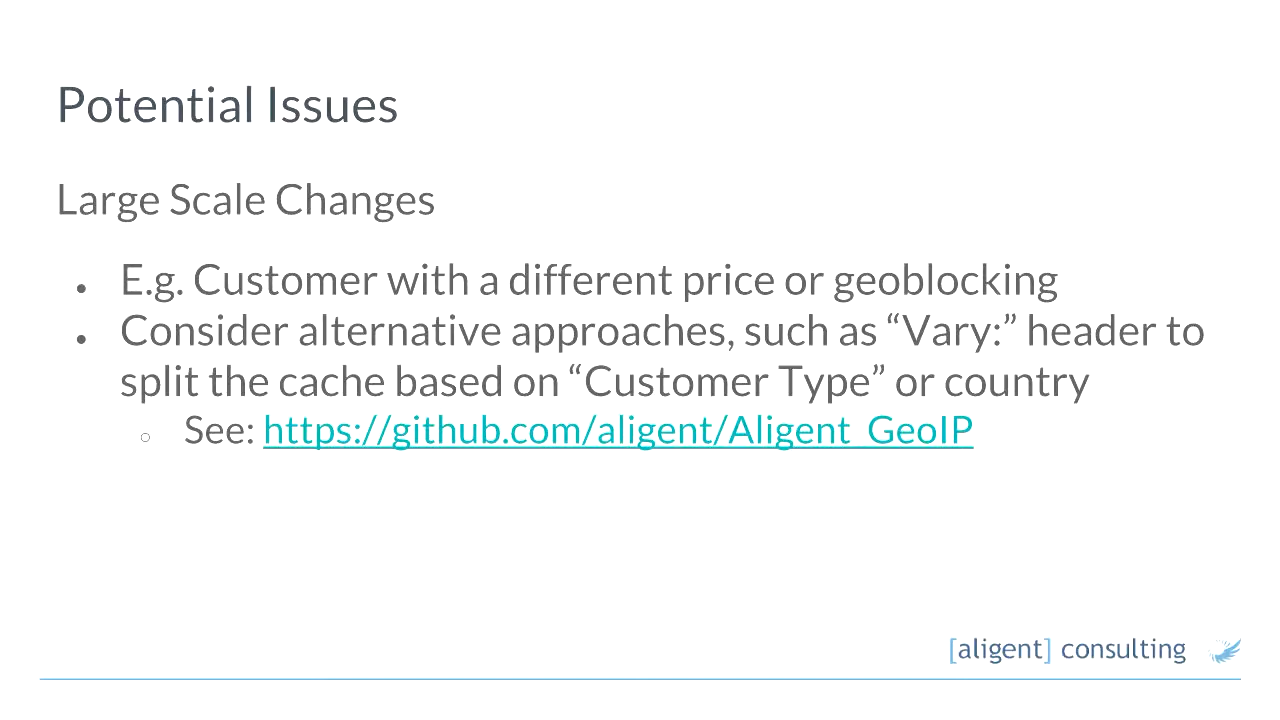 Potential Issues
Large Scale Changes
• E.g. Customer with a different price or geoblocking
• Consider alternative approaches, such as “Vary:” header to
split the cache based on “Customer Type” or country
○ See: https://github.com/aligent/Aligent_GeoIP
[aligent] consulting